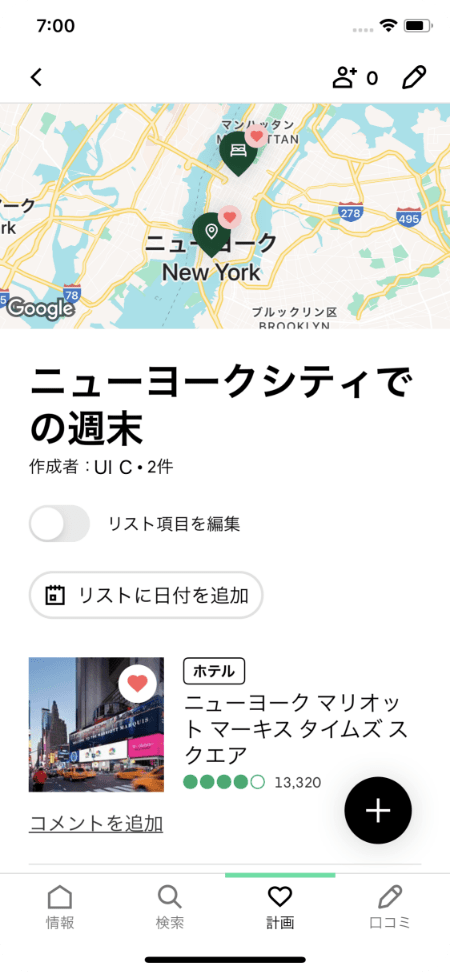 7:00
0
マンハッタン
278
495
ニューヨーク
New York
78
Google
ブルックリン区
BROOKLYN
ニューヨークシティで
の週末
作成者：UI C • 2件
リスト項目を編集
リストに日付を追加
ホテル
ニューヨーク マリオッ
ト マーキス タイムズ ス
クエア
13,320
コメントを追加
情報
検索
計画
口コミ